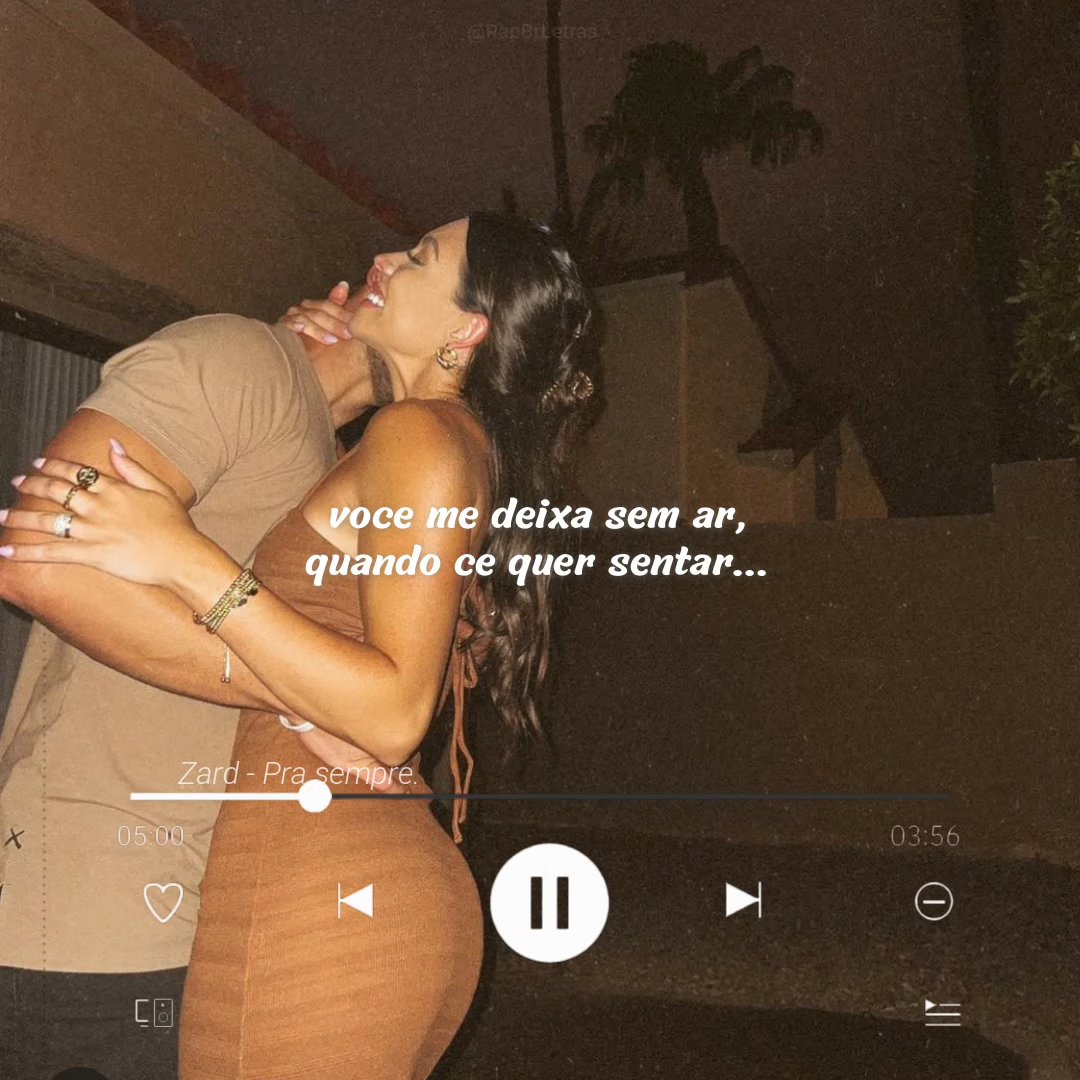 @RapBrLetras
voce me deixa sem ar,
quando ce quer sentar...
Zard - Pra sempre.
05:00
03:56